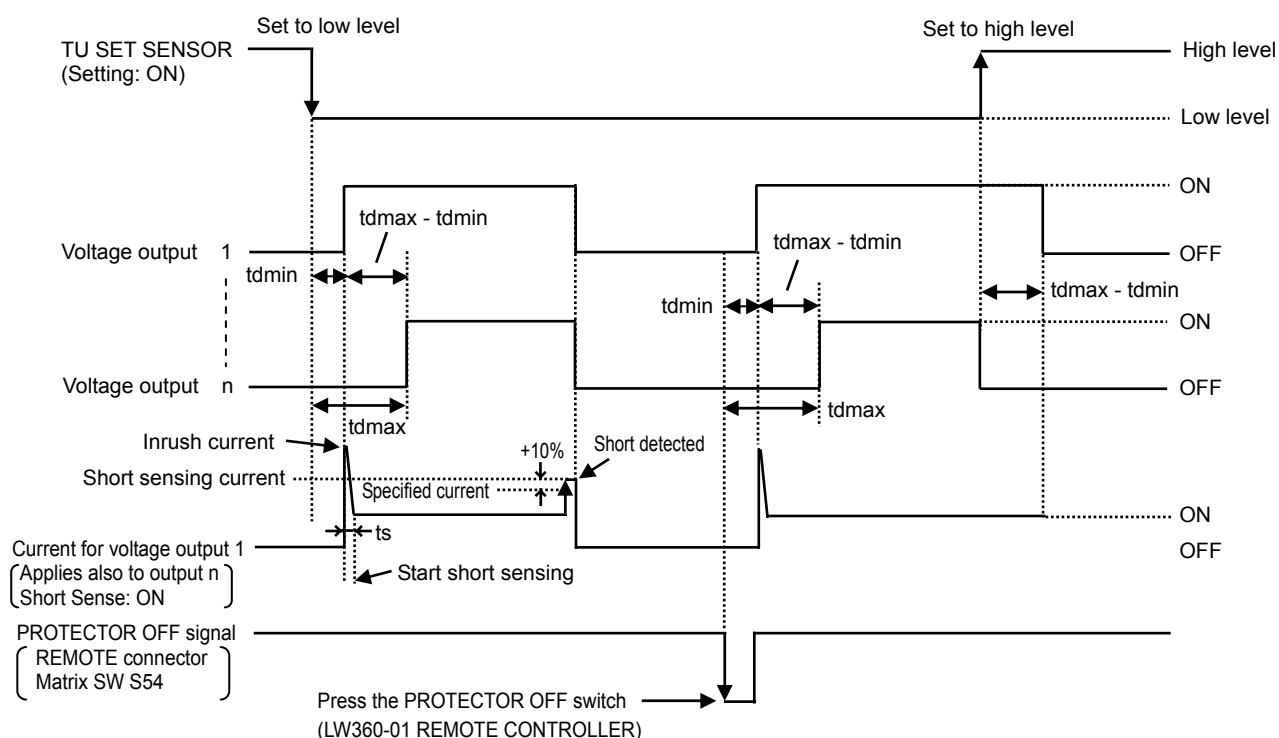 Set to low level
Set to high level
TU SET SENSOR
(Setting: ON)
High level
Low level
ON
tdmax - tdmin
tdmax - tdmin
Voltage output 1
OFF
tdmin
tdmin
tdmax - tdmin
ON
Voltage output n
OFF
tdmax
tdmax
Inrush current
+10%
Short detected
Short sensing current
Specified current
ts
ON
Current for voltage output 1
OFF
Applies also to output n
Short Sense: ON
Start short sensing
PROTECTOR OFF signal
REMOTE connector
Matrix SW S54
Press the PROTECTOR OFF switch
(LW360-01 REMOTE CONTROLLER)